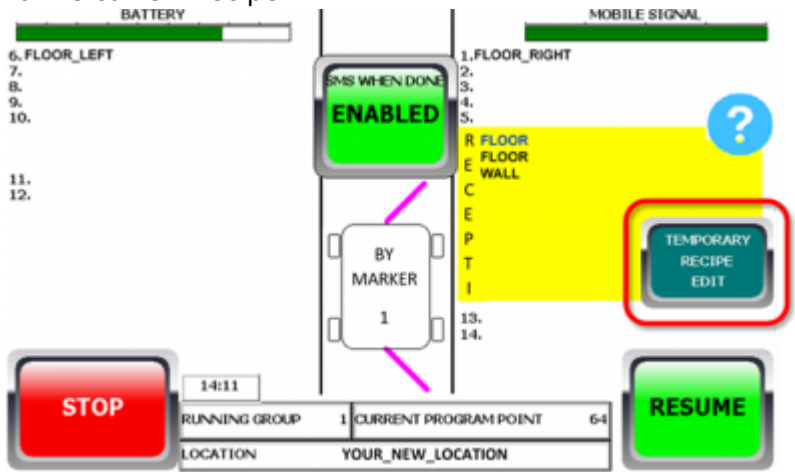 BATTERY
MOBILE SIGNAL
6. FLOOR_LEFT
7.
8.
9.
10.
11.
12.
SMS WHEN DONE
ENABLED
1. FLOOR_RIGHT
2.
3.
4.
5.
RECEPTI
FLOOR
FLOOR
WALL
?
TEMPORARY
RECIPE
EDIT
13.
14.
BY
MARKER
1
STOP
14:11
RUNNING GROUP 1 CURRENT PROGRAM POINT 64
LOCATION YOUR_NEW_LOCATION
RESUME